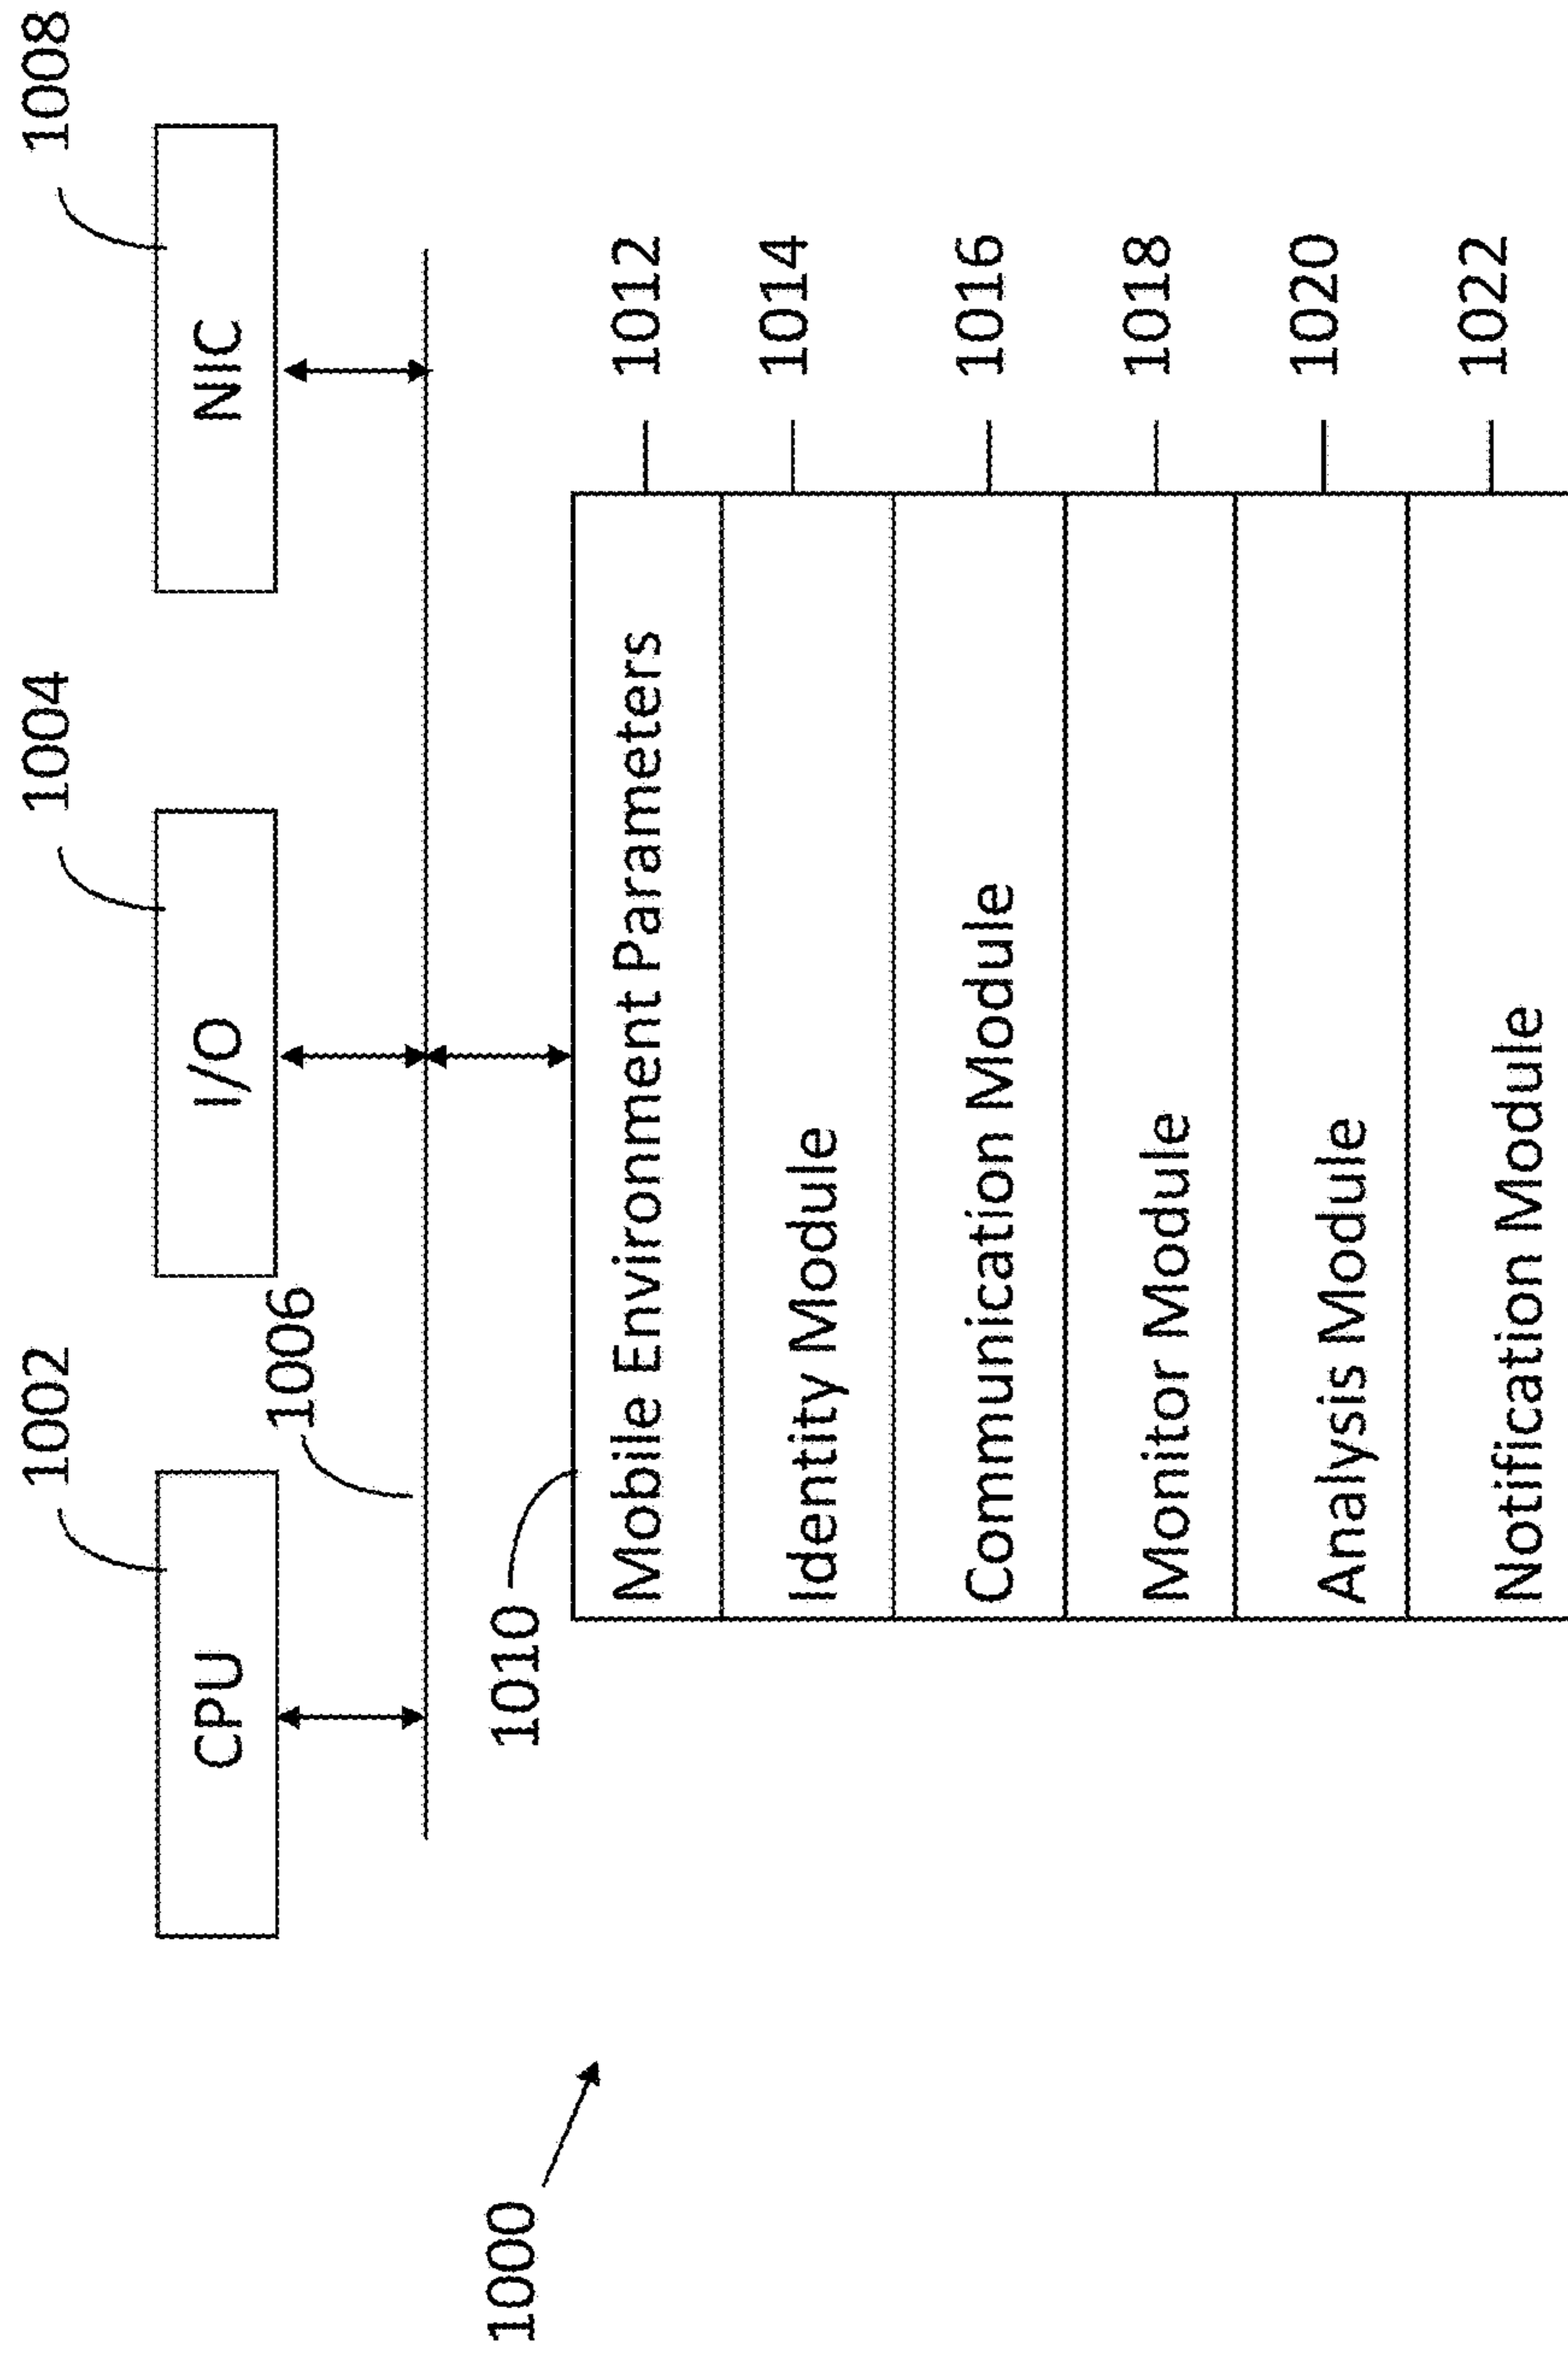 1002
1004
1008
CPU
I/O
NIC
1006
1010
Mobile Environment Parameters
1012
Identity Module
1014
Communication Module
1016
Monitor Module
1018
Analysis Module
1020
Notification Module
1022
1000